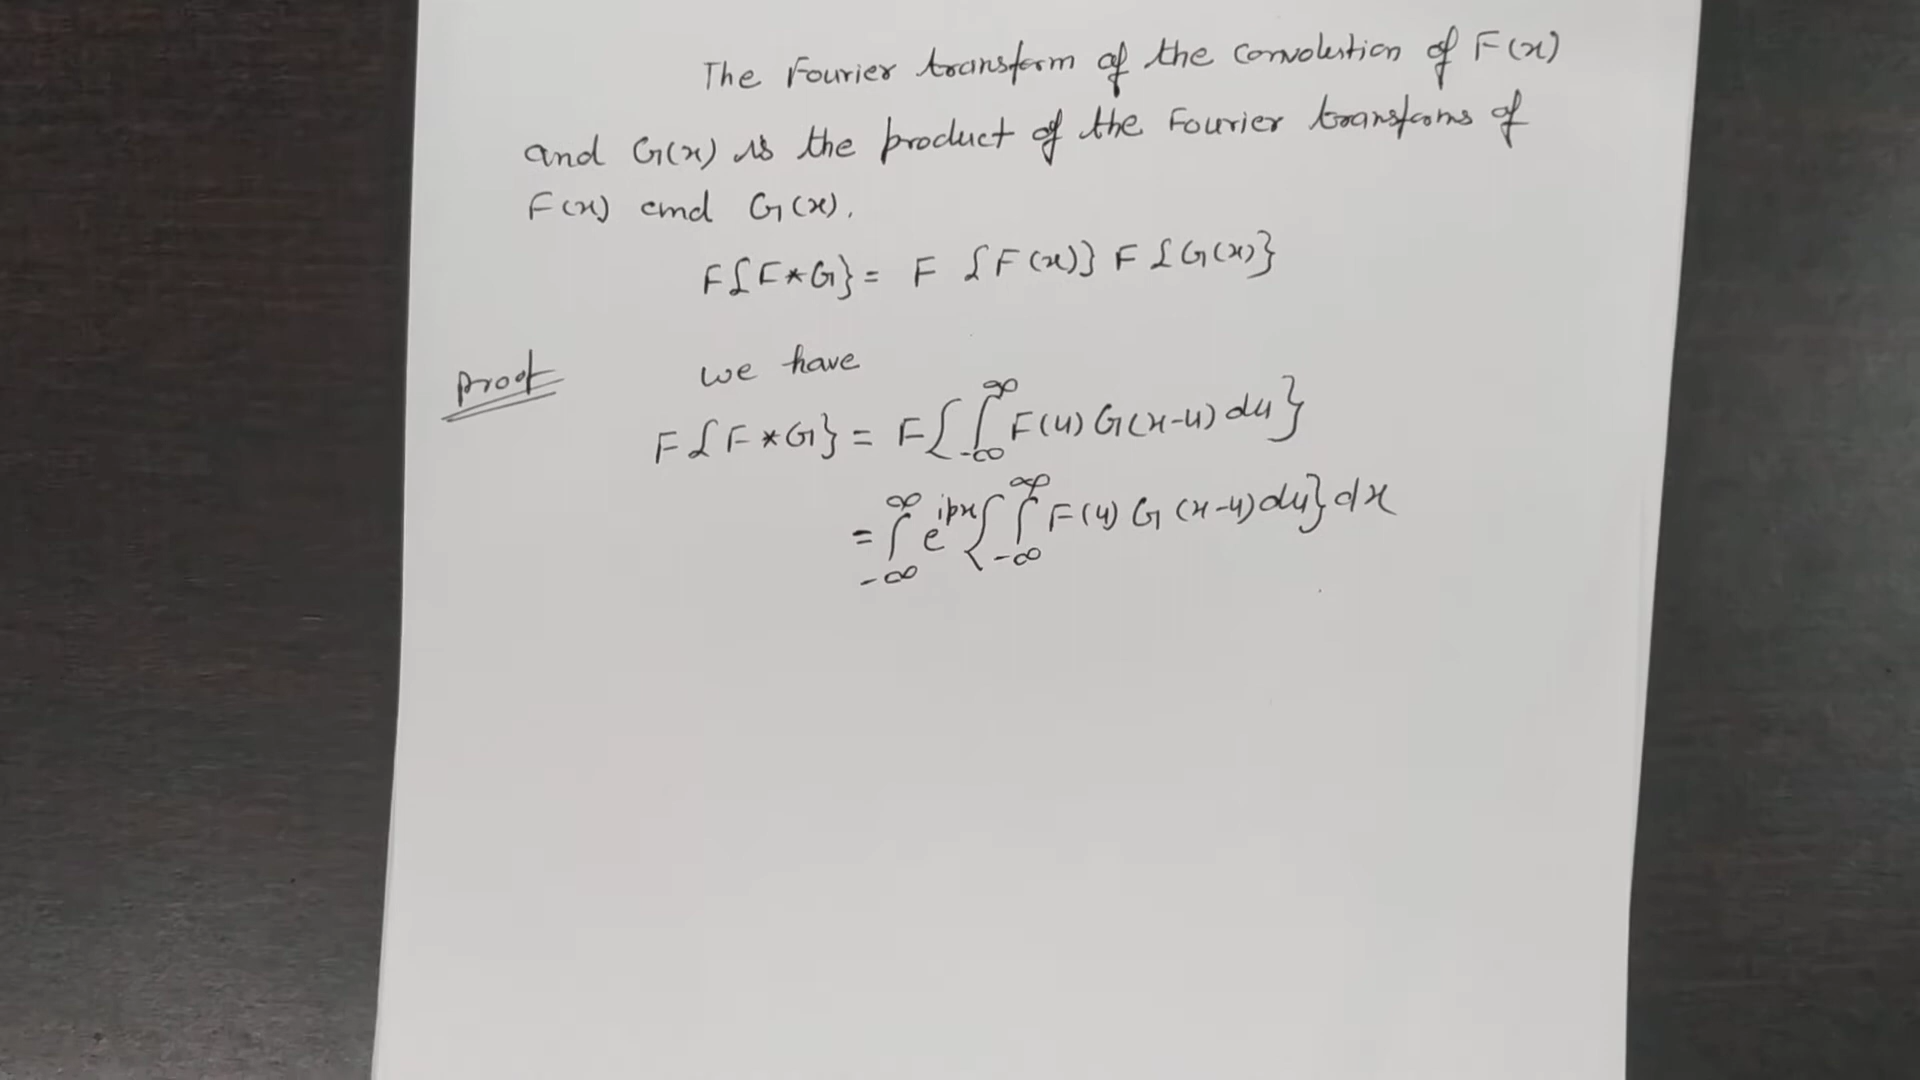 The Fourier transform of the convolution of F(x)
and G(x) is the product of the Fourier transfoms of
F(x) and G(x).
F{F*G} = F {F(x)} F {G(x)}
Proof we have
F{F*G} = F{∫_{-∞}^{∞} F(u) G(x-u) du}
= ∫_{-∞}^{∞} e^{ipx} {∫_{-∞}^{∞} F(u) G(x-u) du} dx